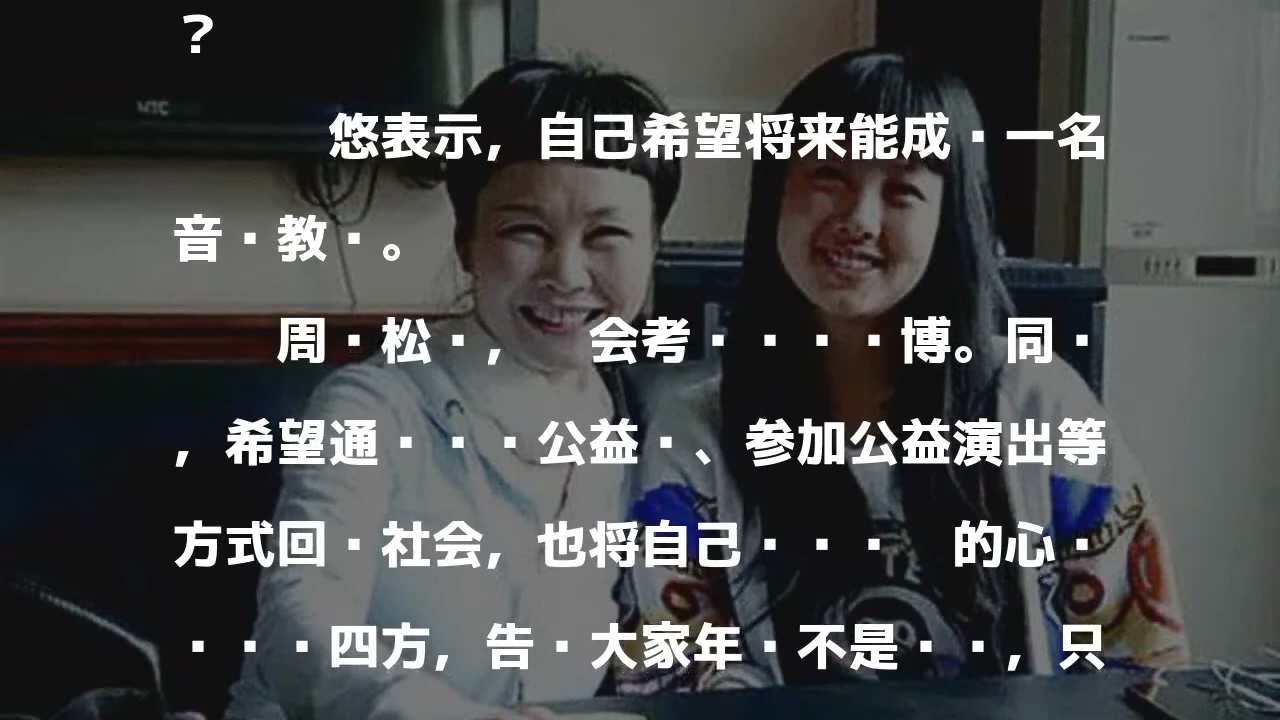 ?
悠表示，自己希望将来能成·一名
音·教·。
周·松·， 会考····博。同·
，希望通···公益·、参加公益演出等
方式回·社会，也将自己··· 的心·
···四方，告·大家年·不是··，只
NTC